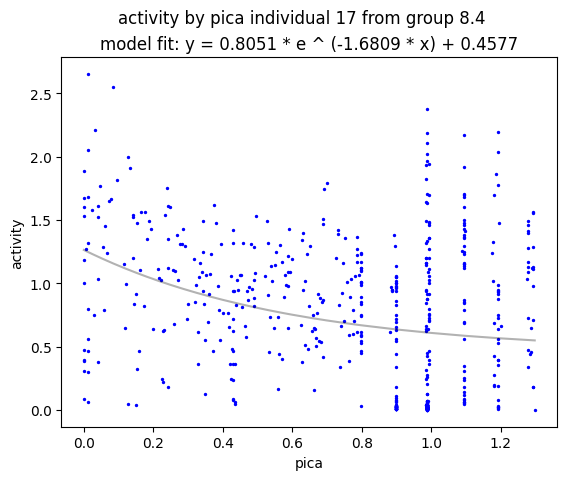 activity by pica individual 17 from group 8.4
model fit: y = 0.8051 * e ^ (-1.6809 * x) + 0.4577
2.5
2.0
1.5
1.0
0.5
0.0
activity
0.0 0.2 0.4 0.6 0.8 1.0 1.2
pica